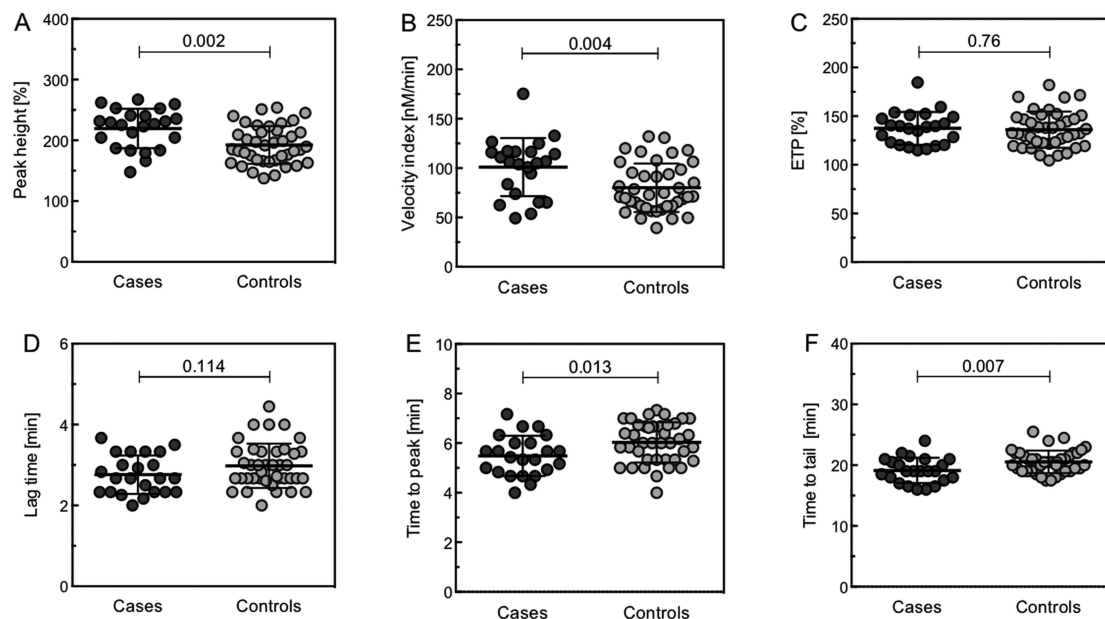 A
Peak height [%]
400
300
200
100
0
0.002
Cases Controls
B
Velocity index [nM/min]
250
200
150
100
50
0
0.004
Cases Controls
C
ETP [%]
250
200
150
100
50
0
0.76
Cases Controls
D
Lag time [min]
6
4
2
0
0.114
Cases Controls
E
Time to peak [min]
10
8
6
4
2
0
0.013
Cases Controls
F
Time to tail [min]
40
30
20
10
0
0.007
Cases Controls